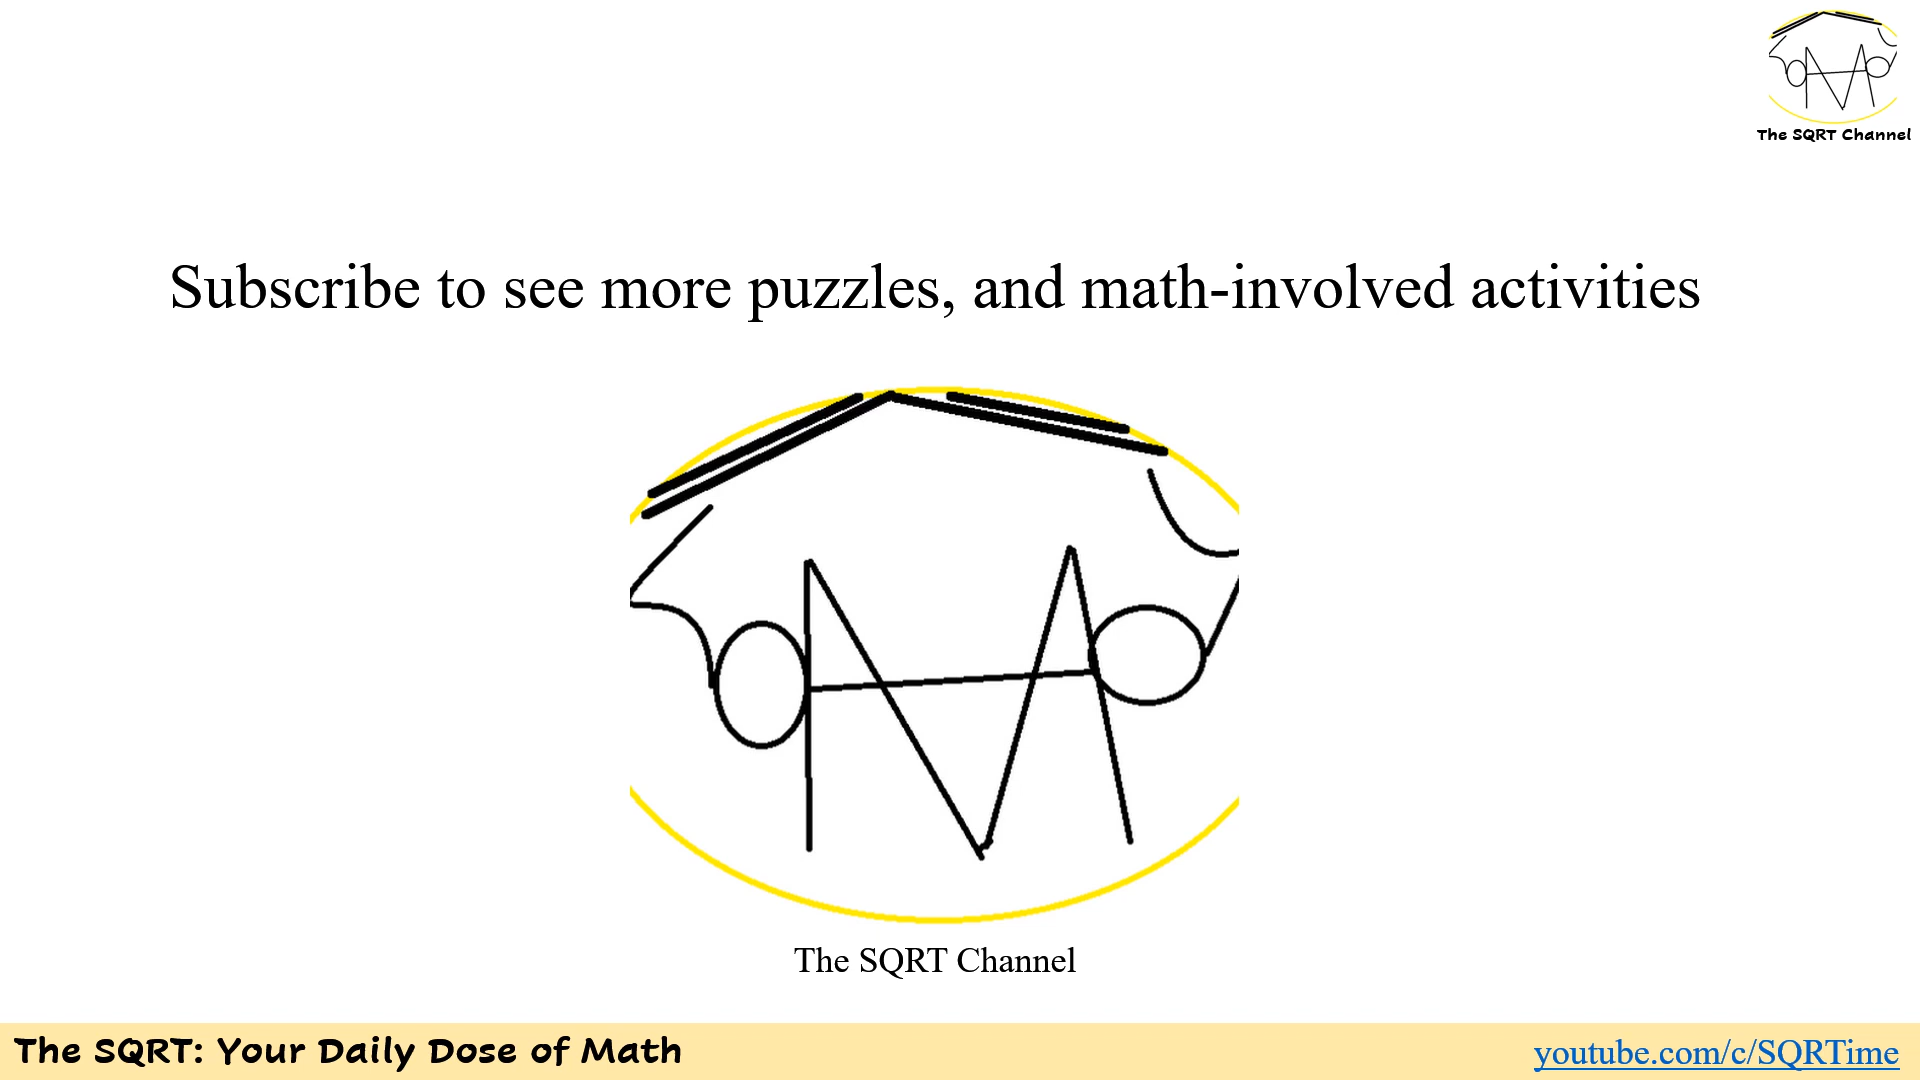 The SQRT Channel
Subscribe to see more puzzles, and math-involved activities
The SQRT Channel
The SQRT: Your Daily Dose of Math
youtube.com/c/SQRTime